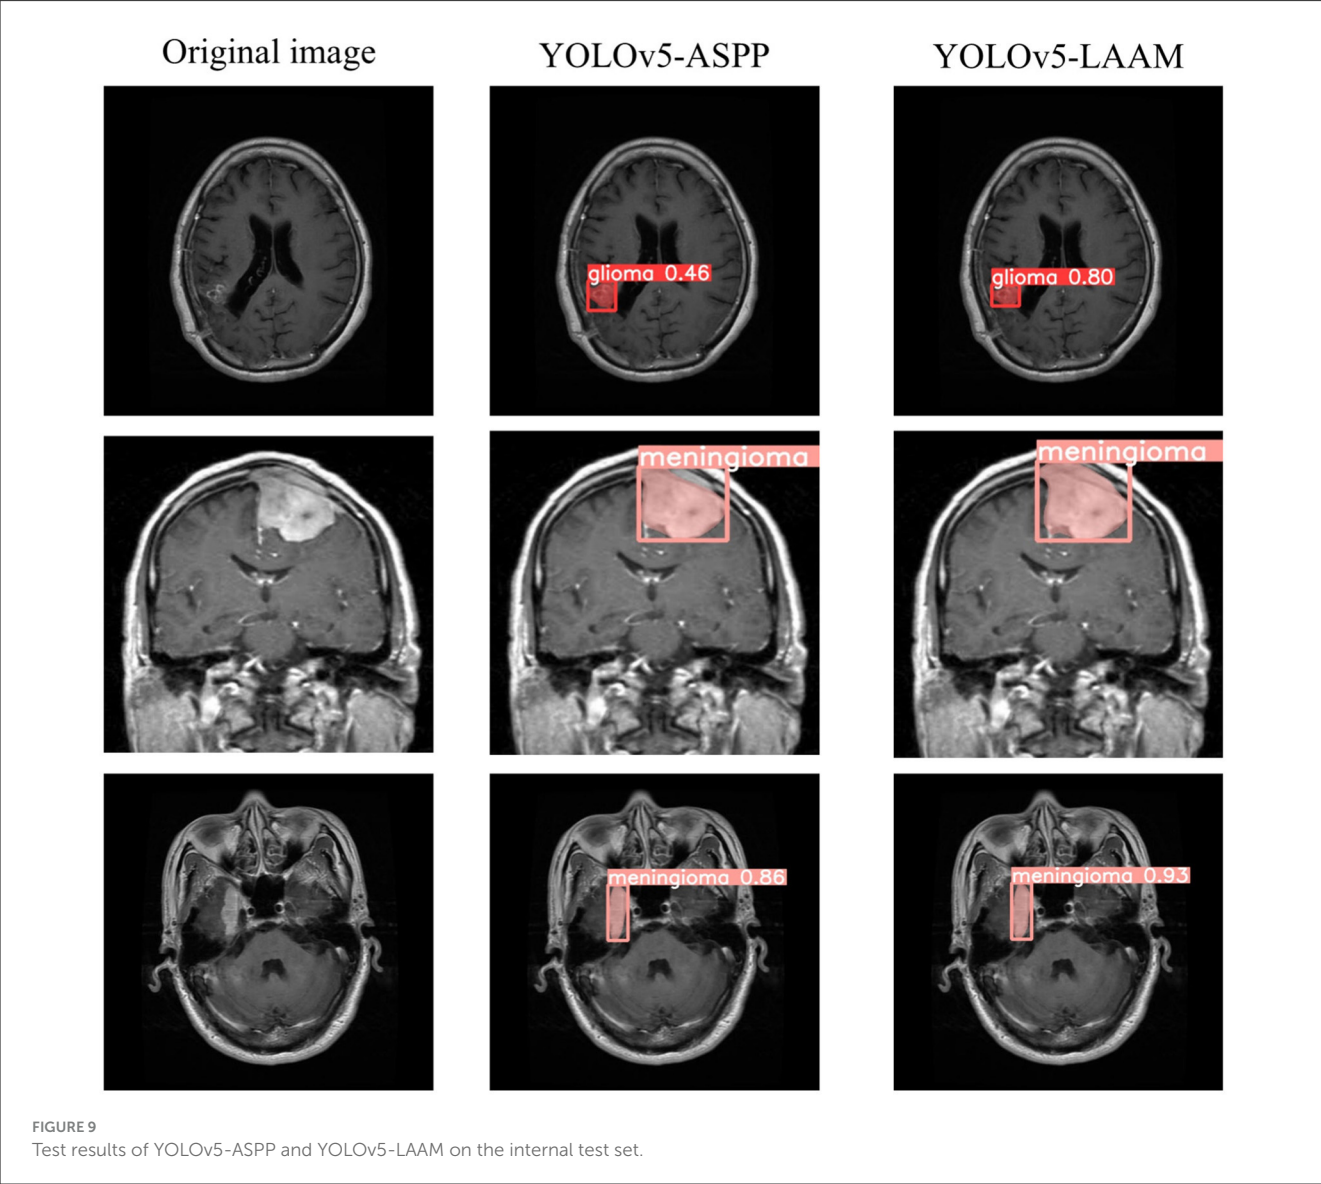 Original image
YOLOv5-ASPP
YOLOv5-LAAM
glioma 0.46
glioma 0.80
meningioma
meningioma
meningioma 0.86
meningioma 0.93
FIGURE 9
Test results of YOLOv5-ASPP and YOLOv5-LAAM on the internal test set.